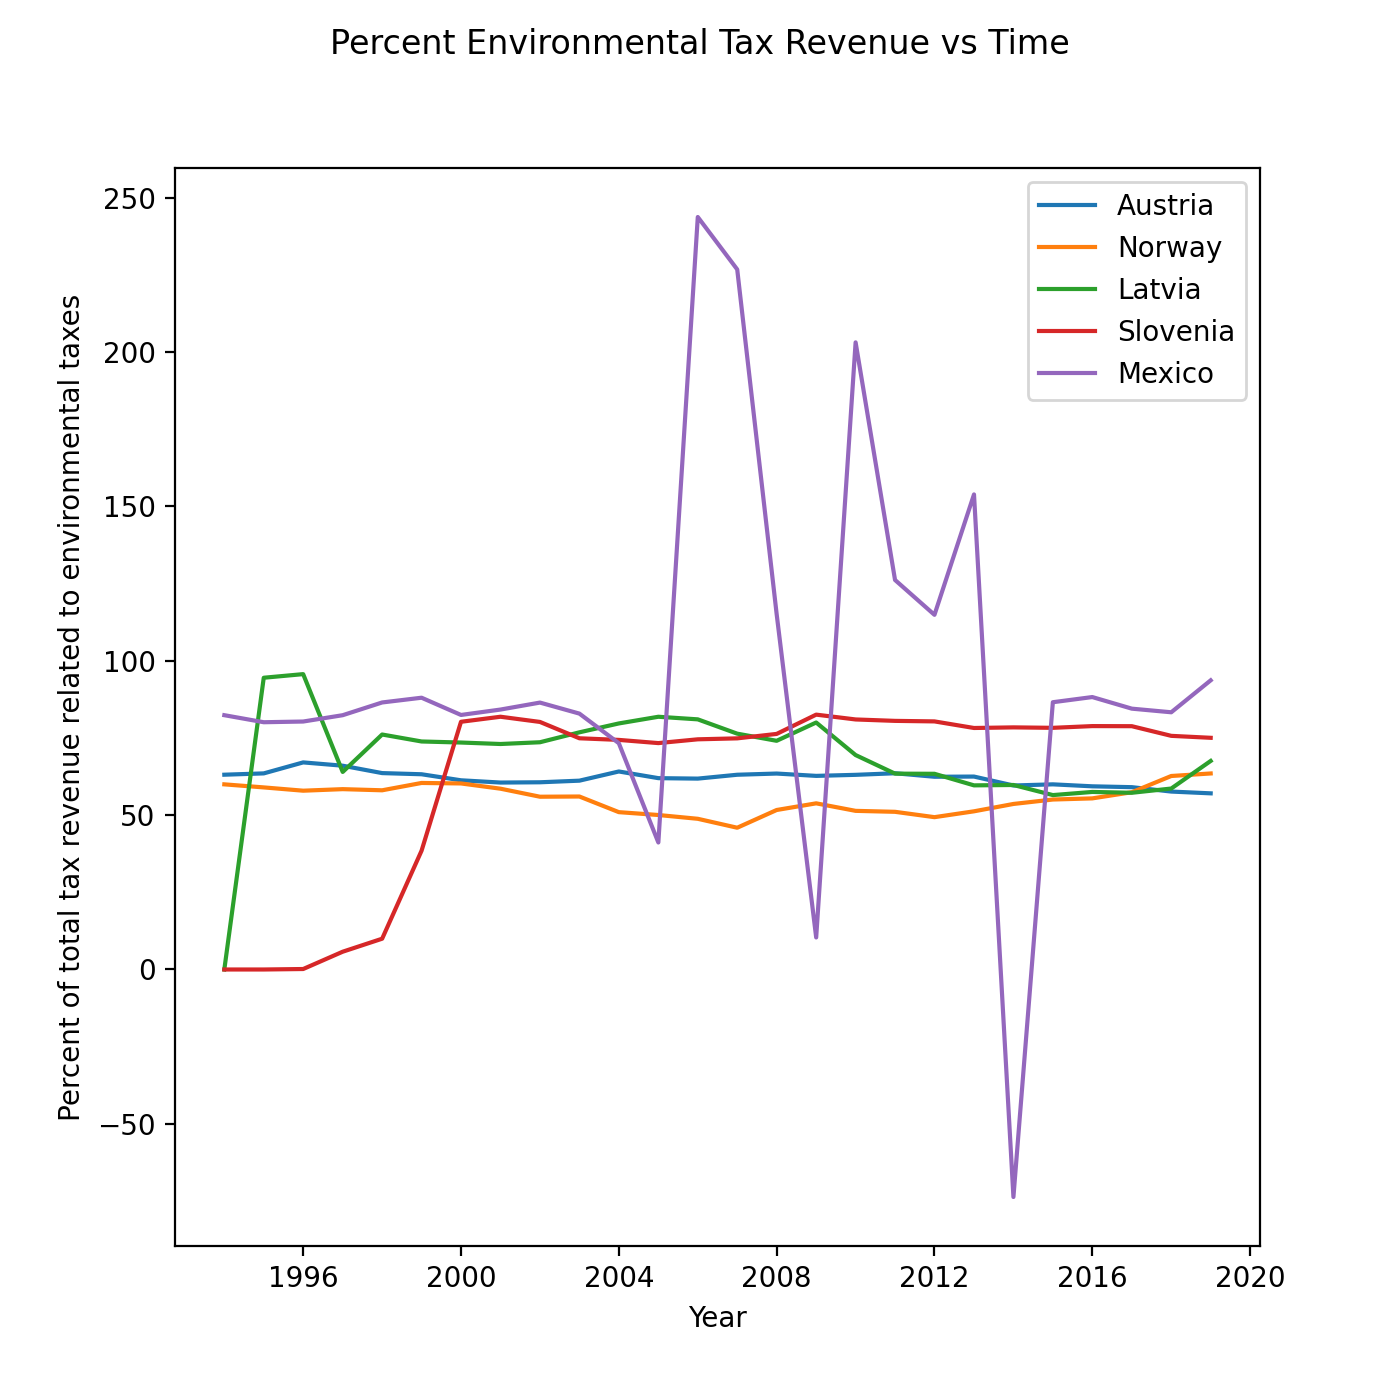 Percent Environmental Tax Revenue vs Time
250
200
150
100
50
0
−50
Percent of total tax revenue related to environmental taxes
Austria
Norway
Latvia
Slovenia
Mexico
1996 2000 2004 2008 2012 2016 2020
Year